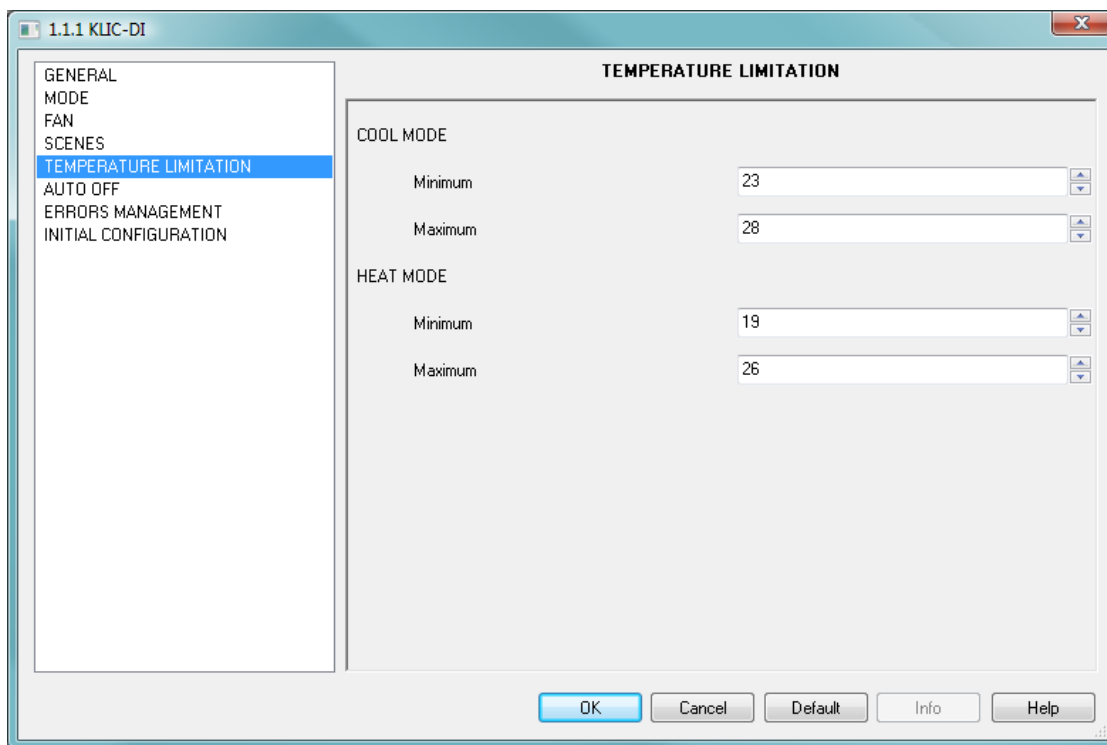 1.1.1 KLIC-DI
GENERAL
MODE
FAN
SCENES
TEMPERATURE LIMITATION
AUTO OFF
ERRORS MANAGEMENT
INITIAL CONFIGURATION
TEMPERATURE LIMITATION
COOL MODE
Minimum 23
Maximum 28
HEAT MODE
Minimum 19
Maximum 26
OK Cancel Default Info Help